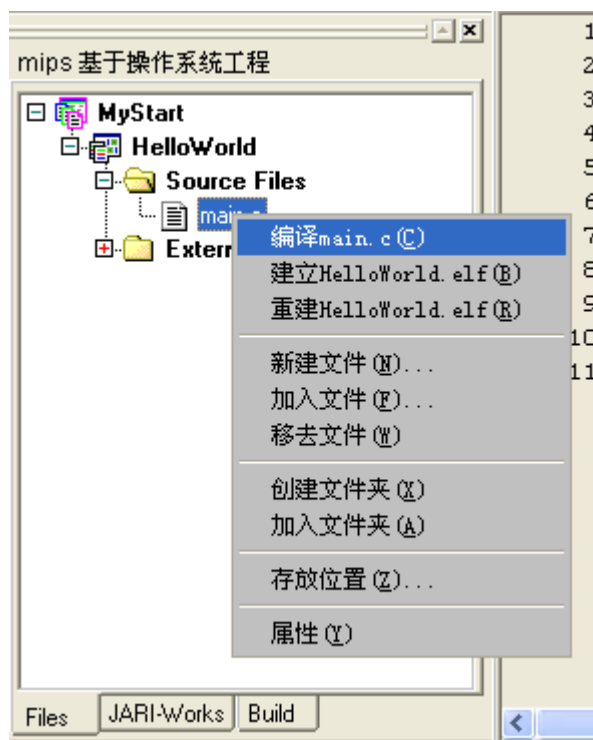 mips 基于操作系统工程
MyStart
HelloWorld
Source Files
main.c
Extern
编译main.c(C)
建立HelloWorld.elf(B)
重建HelloWorld.elf(R)
新建文件(N)...
加入文件(F)...
移去文件(W)
创建文件夹(X)
加入文件夹(A)
存放位置(Z)...
属性(Y)
Files
JARI-Works
Build
1
2
3
4
5
6
7
8
9
10
11